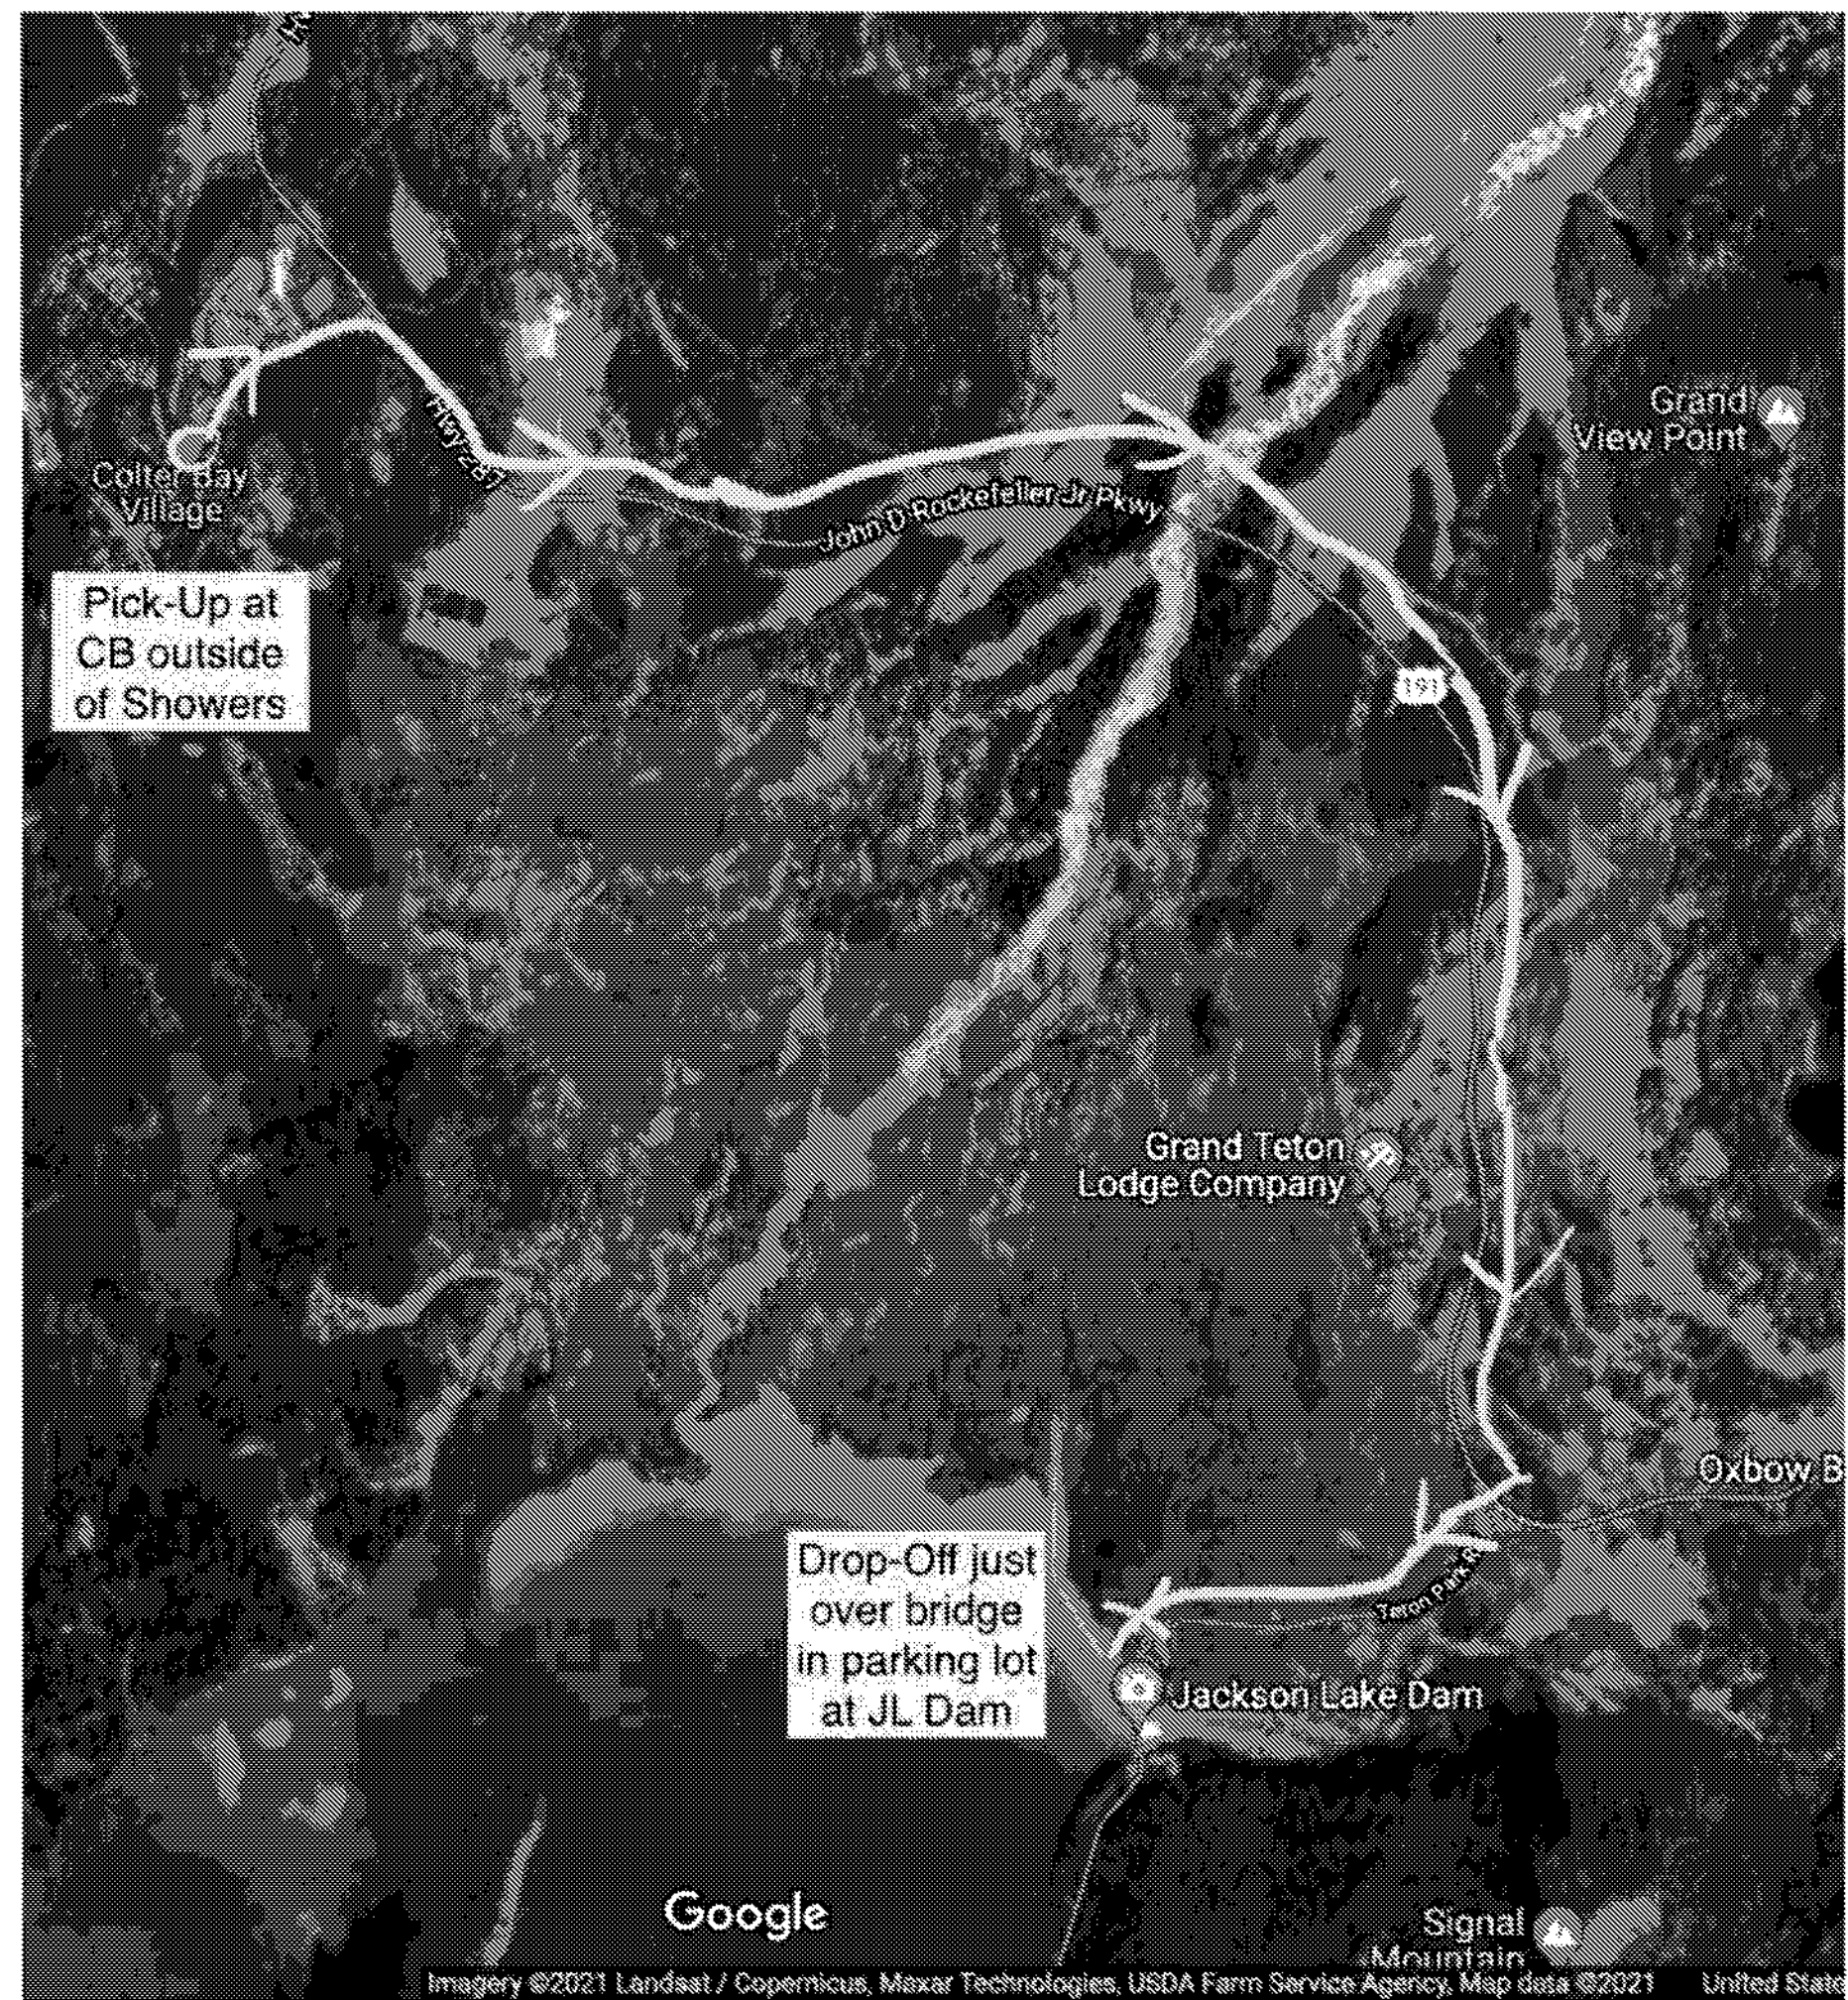 Grand
View Point
Hwy 287
Colter Bay
Village
John D Rockefeller Jr Pkwy
Pick-Up at
CB outside
of Showers
191
Grand Teton
Lodge Company
Oxbow B
Drop-Off just
over bridge
in parking lot
at JL Dam
Teton Park R
Jackson Lake Dam
Google
Signal
Mountain
Imagery ©2021 Landsat / Copernicus, Maxar Technologies, USDA Farm Service Agency, Map data ©2021 United State